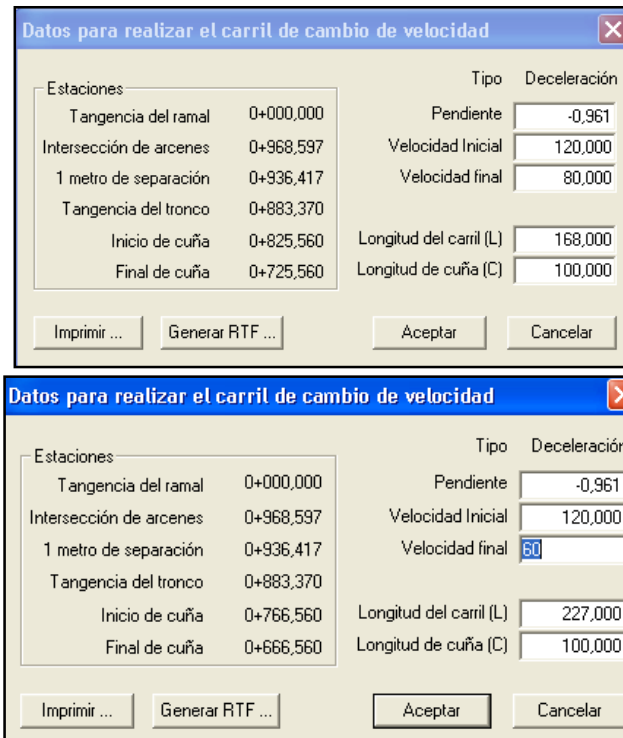 Datos para realizar el carril de cambio de velocidad
Tipo Deceleración
Estaciones
Tangencia del ramal 0+000,000 Pendiente -0,961
Intersección de arcenes 0+968,597 Velocidad Inicial 120,000
1 metro de separación 0+936,417 Velocidad final 80,000
Tangencia del tronco 0+883,370
Inicio de cuña 0+825,560 Longitud del carril (L) 168,000
Final de cuña 0+725,560 Longitud de cuña (C) 100,000
Imprimir ... Generar RTF ... Aceptar Cancelar
Datos para realizar el carril de cambio de velocidad
Tipo Deceleración
Estaciones
Tangencia del ramal 0+000,000 Pendiente -0,961
Intersección de arcenes 0+968,597 Velocidad Inicial 120,000
1 metro de separación 0+936,417 Velocidad final 60
Tangencia del tronco 0+883,370
Inicio de cuña 0+766,560 Longitud del carril (L) 227,000
Final de cuña 0+666,560 Longitud de cuña (C) 100,000
Imprimir ... Generar RTF ... Aceptar Cancelar